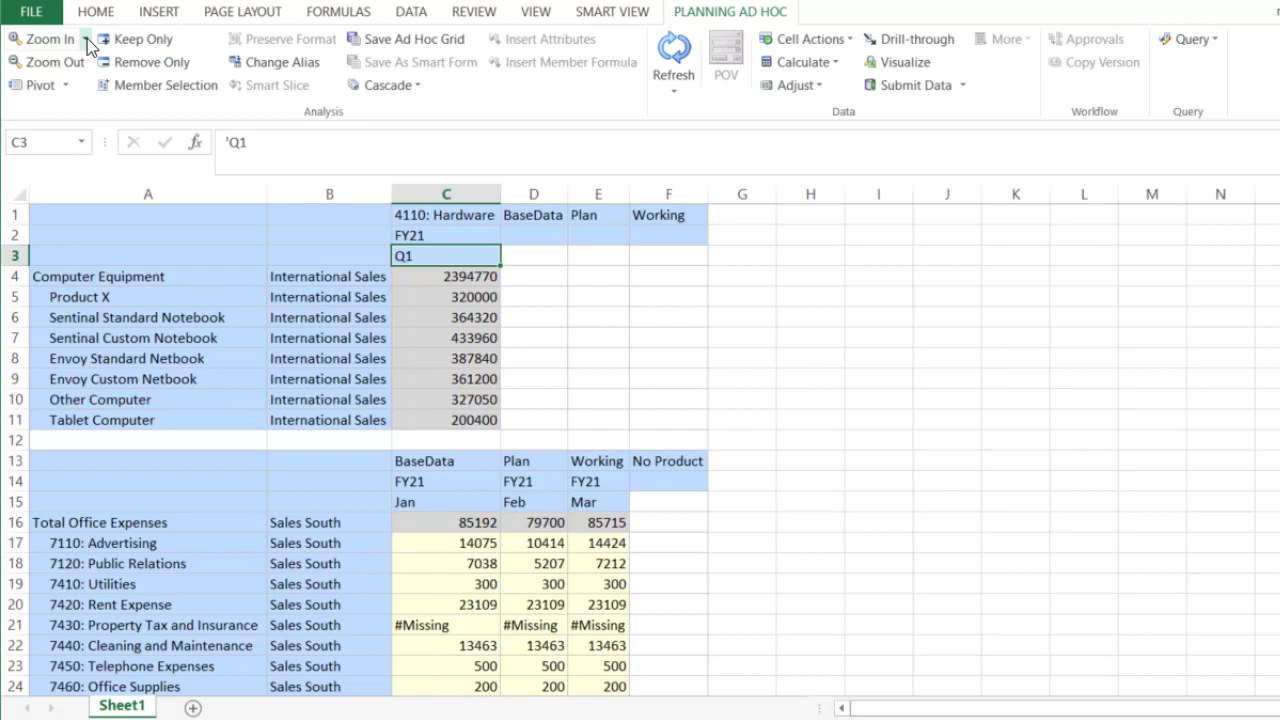 FILE HOME INSERT PAGE LAYOUT FORMULAS DATA REVIEW VIEW SMART VIEW PLANNING AD HOC
Zoom In Keep Only Preserve Format Save Ad Hoc Grid Insert Attributes Cell Actions Drill-through More Approvals Query
Zoom Out Remove Only Change Alias Save As Smart Form Insert Member Formula Refresh POV Calculate Visualize Copy Version
Pivot Member Selection Smart Slice Cascade Adjust Submit Data
Analysis Data Workflow Query
C3 fx 'Q1
A B C D E F G H I J K L M N
1 4110: Hardware BaseData Plan Working
2 FY21
3 Q1
4 Computer Equipment International Sales 2394770
5 Product X International Sales 320000
6 Sentinal Standard Notebook International Sales 364320
7 Sentinal Custom Notebook International Sales 433960
8 Envoy Standard Netbook International Sales 387840
9 Envoy Custom Netbook International Sales 361200
10 Other Computer International Sales 327050
11 Tablet Computer International Sales 200400
12
13 BaseData Plan Working No Product
14 FY21 FY21 FY21
15 Jan Feb Mar
16 Total Office Expenses Sales South 85192 79700 85715
17 7110: Advertising Sales South 14075 10414 14424
18 7120: Public Relations Sales South 7038 5207 7212
19 7410: Utilities Sales South 300 300 300
20 7420: Rent Expense Sales South 23109 23109 23109
21 7430: Property Tax and Insurance Sales South #Missing #Missing #Missing
22 7440: Cleaning and Maintenance Sales South 13463 13463 13463
23 7450: Telephone Expenses Sales South 500 500 500
24 7460: Office Supplies Sales South 200 200 200
Sheet1